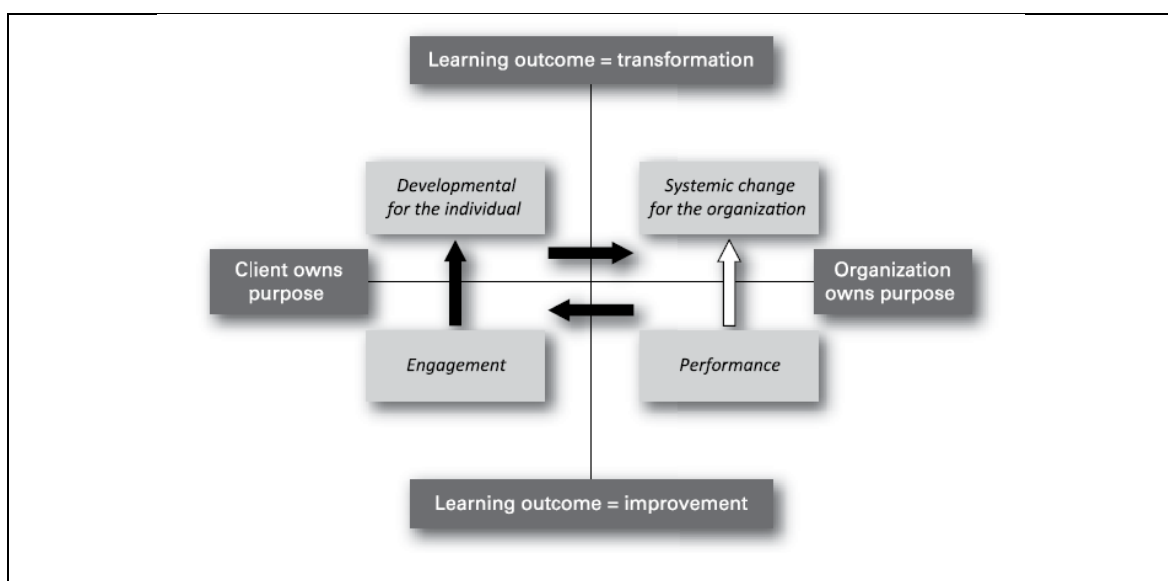 Learning outcome = transformation
Developmental
for the individual
Systemic change
for the organization
Client owns
purpose
Organization
owns purpose
Engagement
Performance
Learning outcome = improvement